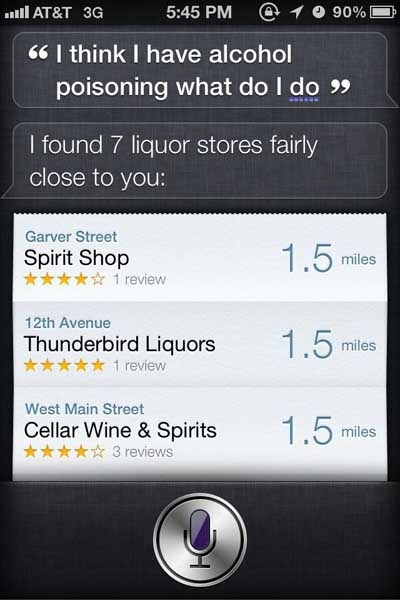 AT&T 3G 5:45 PM 90%
“ I think I have alcohol
poisoning what do I do ”
I found 7 liquor stores fairly
close to you:
Garver Street
Spirit Shop 1.5 miles
1 review
12th Avenue
Thunderbird Liquors 1.5 miles
1 review
West Main Street
Cellar Wine & Spirits 1.5 miles
3 reviews